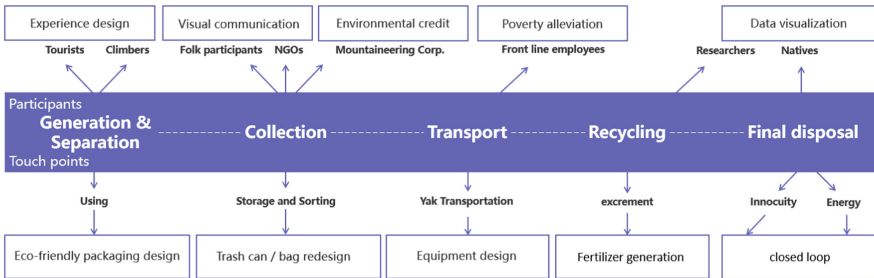 Experience design
Visual communication
Environmental credit
Poverty alleviation
Data visualization
Tourists
Climbers
Folk participants
NGOs
Mountaineering Corp.
Front line employees
Researchers
Natives
Participants
Generation &
Separation
Collection
Transport
Recycling
Final disposal
Touch points
Using
Storage and Sorting
Yak Transportation
excrement
Innocuity
Energy
Eco-friendly packaging design
Trash can / bag redesign
Equipment design
Fertilizer generation
closed loop